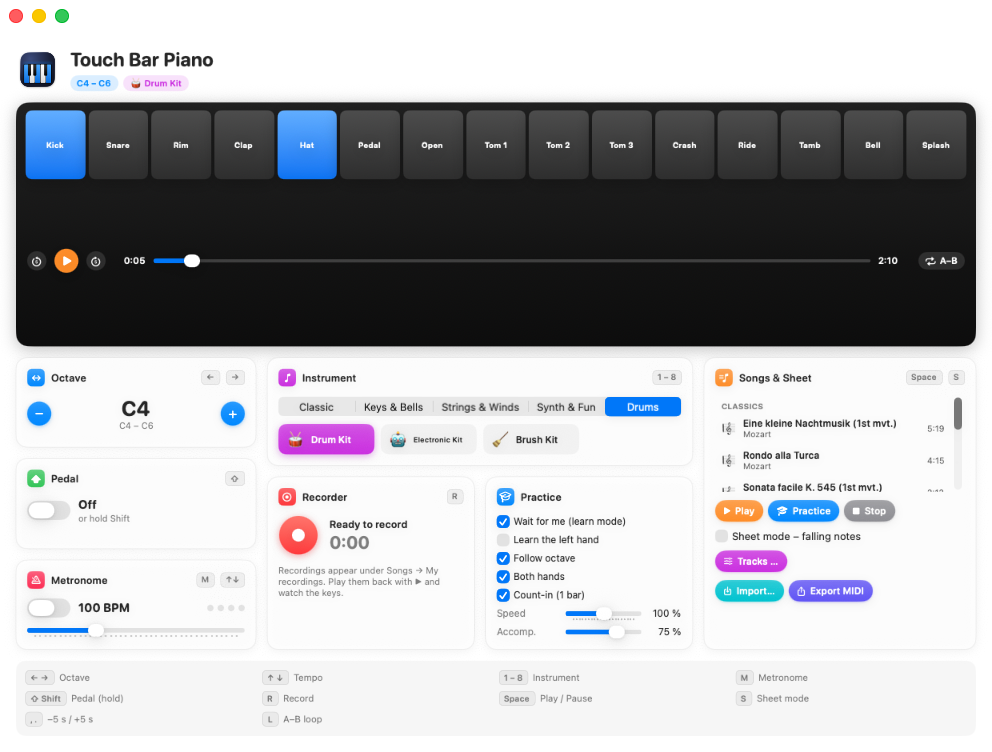 Touch Bar Piano
C4 – C6
Drum Kit
Kick
Snare
Rim
Clap
Hat
Pedal
Open
Tom 1
Tom 2
Tom 3
Crash
Ride
Tamb
Bell
Splash
0:05
2:10
A–B
Octave
← →
C4
C4 – C6
Pedal
Off
or hold Shift
Metronome
M
↑↓
100 BPM
Instrument
1 – 8
Classic
Keys & Bells
Strings & Winds
Synth & Fun
Drums
Drum Kit
Electronic Kit
Brush Kit
Recorder
R
Ready to record
0:00
Recordings appear under Songs → My
recordings. Play them back with ▶ and
watch the keys.
Practice
Wait for me (learn mode)
Learn the left hand
Follow octave
Both hands
Count-in (1 bar)
Speed
100 %
Accomp.
75 %
Songs & Sheet
Space
S
CLASSICS
Eine kleine Nachtmusik (1st mvt.)
Mozart
5:19
Rondo alla Turca
Mozart
4:15
Sonata facile K. 545 (1st mvt.)
Play
Practice
Stop
Sheet mode – falling notes
Tracks ...
Import...
Export MIDI
← → Octave
↑ ↓ Tempo
1 – 8 Instrument
M Metronome
⇧ Shift Pedal (hold)
R Record
Space Play / Pause
S Sheet mode
, . −5 s / +5 s
L A–B loop